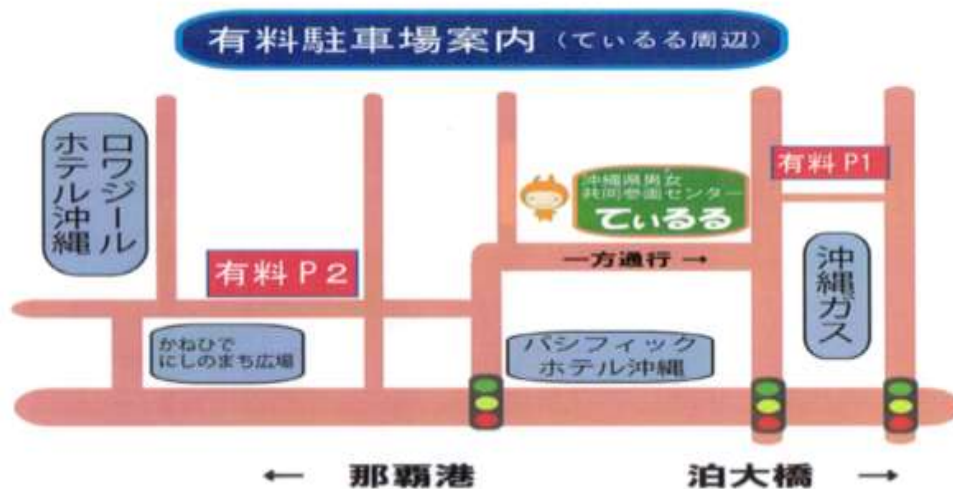 有料駐車場案内（てぃるる周辺）
ロワジール
ホテル沖縄
有料P1
沖縄県男女
共同参画センター
てぃるる
有料P2
一方通行→
沖縄ガス
かねひで
にしのまち広場
パシフィック
ホテル沖縄
← 那覇港
泊大橋 →